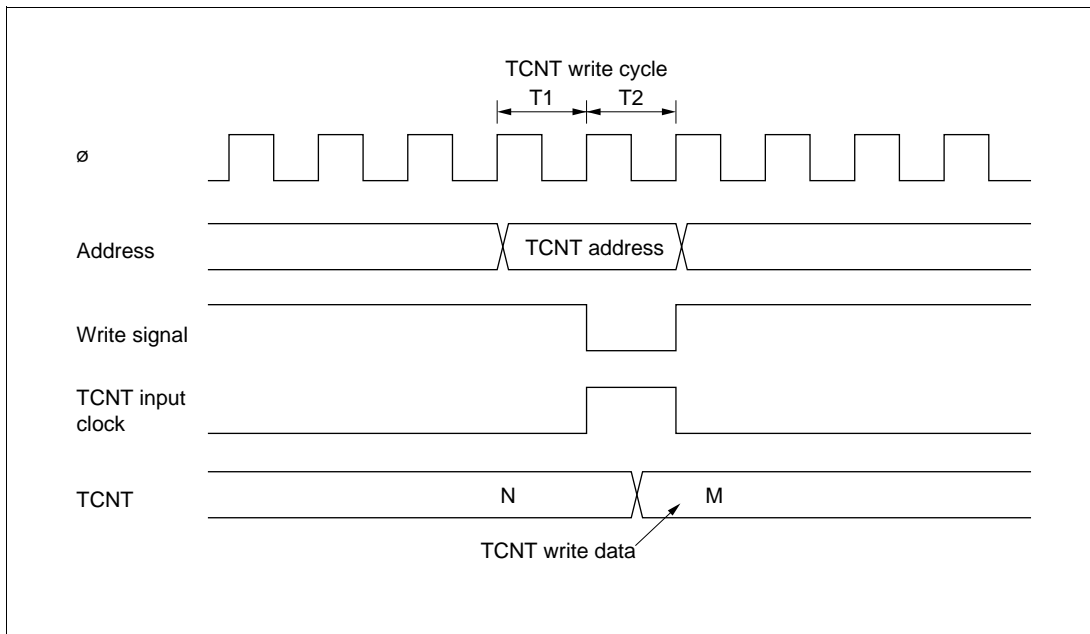 TCNT write cycle
T1 T2
ø
Address
TCNT address
Write signal
TCNT input
clock
TCNT
N
M
TCNT write data